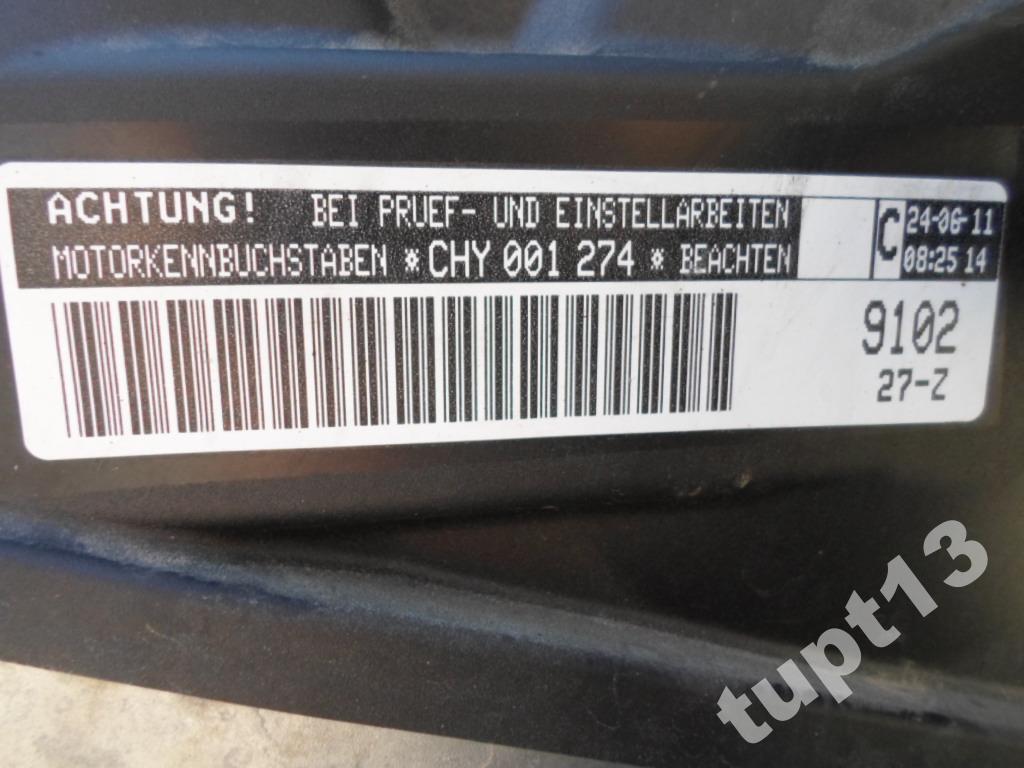 ACHTUNG! BEI PRUEF- UND EINSTELLARBEITEN
MOTORKENNBUCHSTABEN *CHY 001 274* BEACHTEN
C
24-06-11
08:25 14
9102
27-Z
tupt13